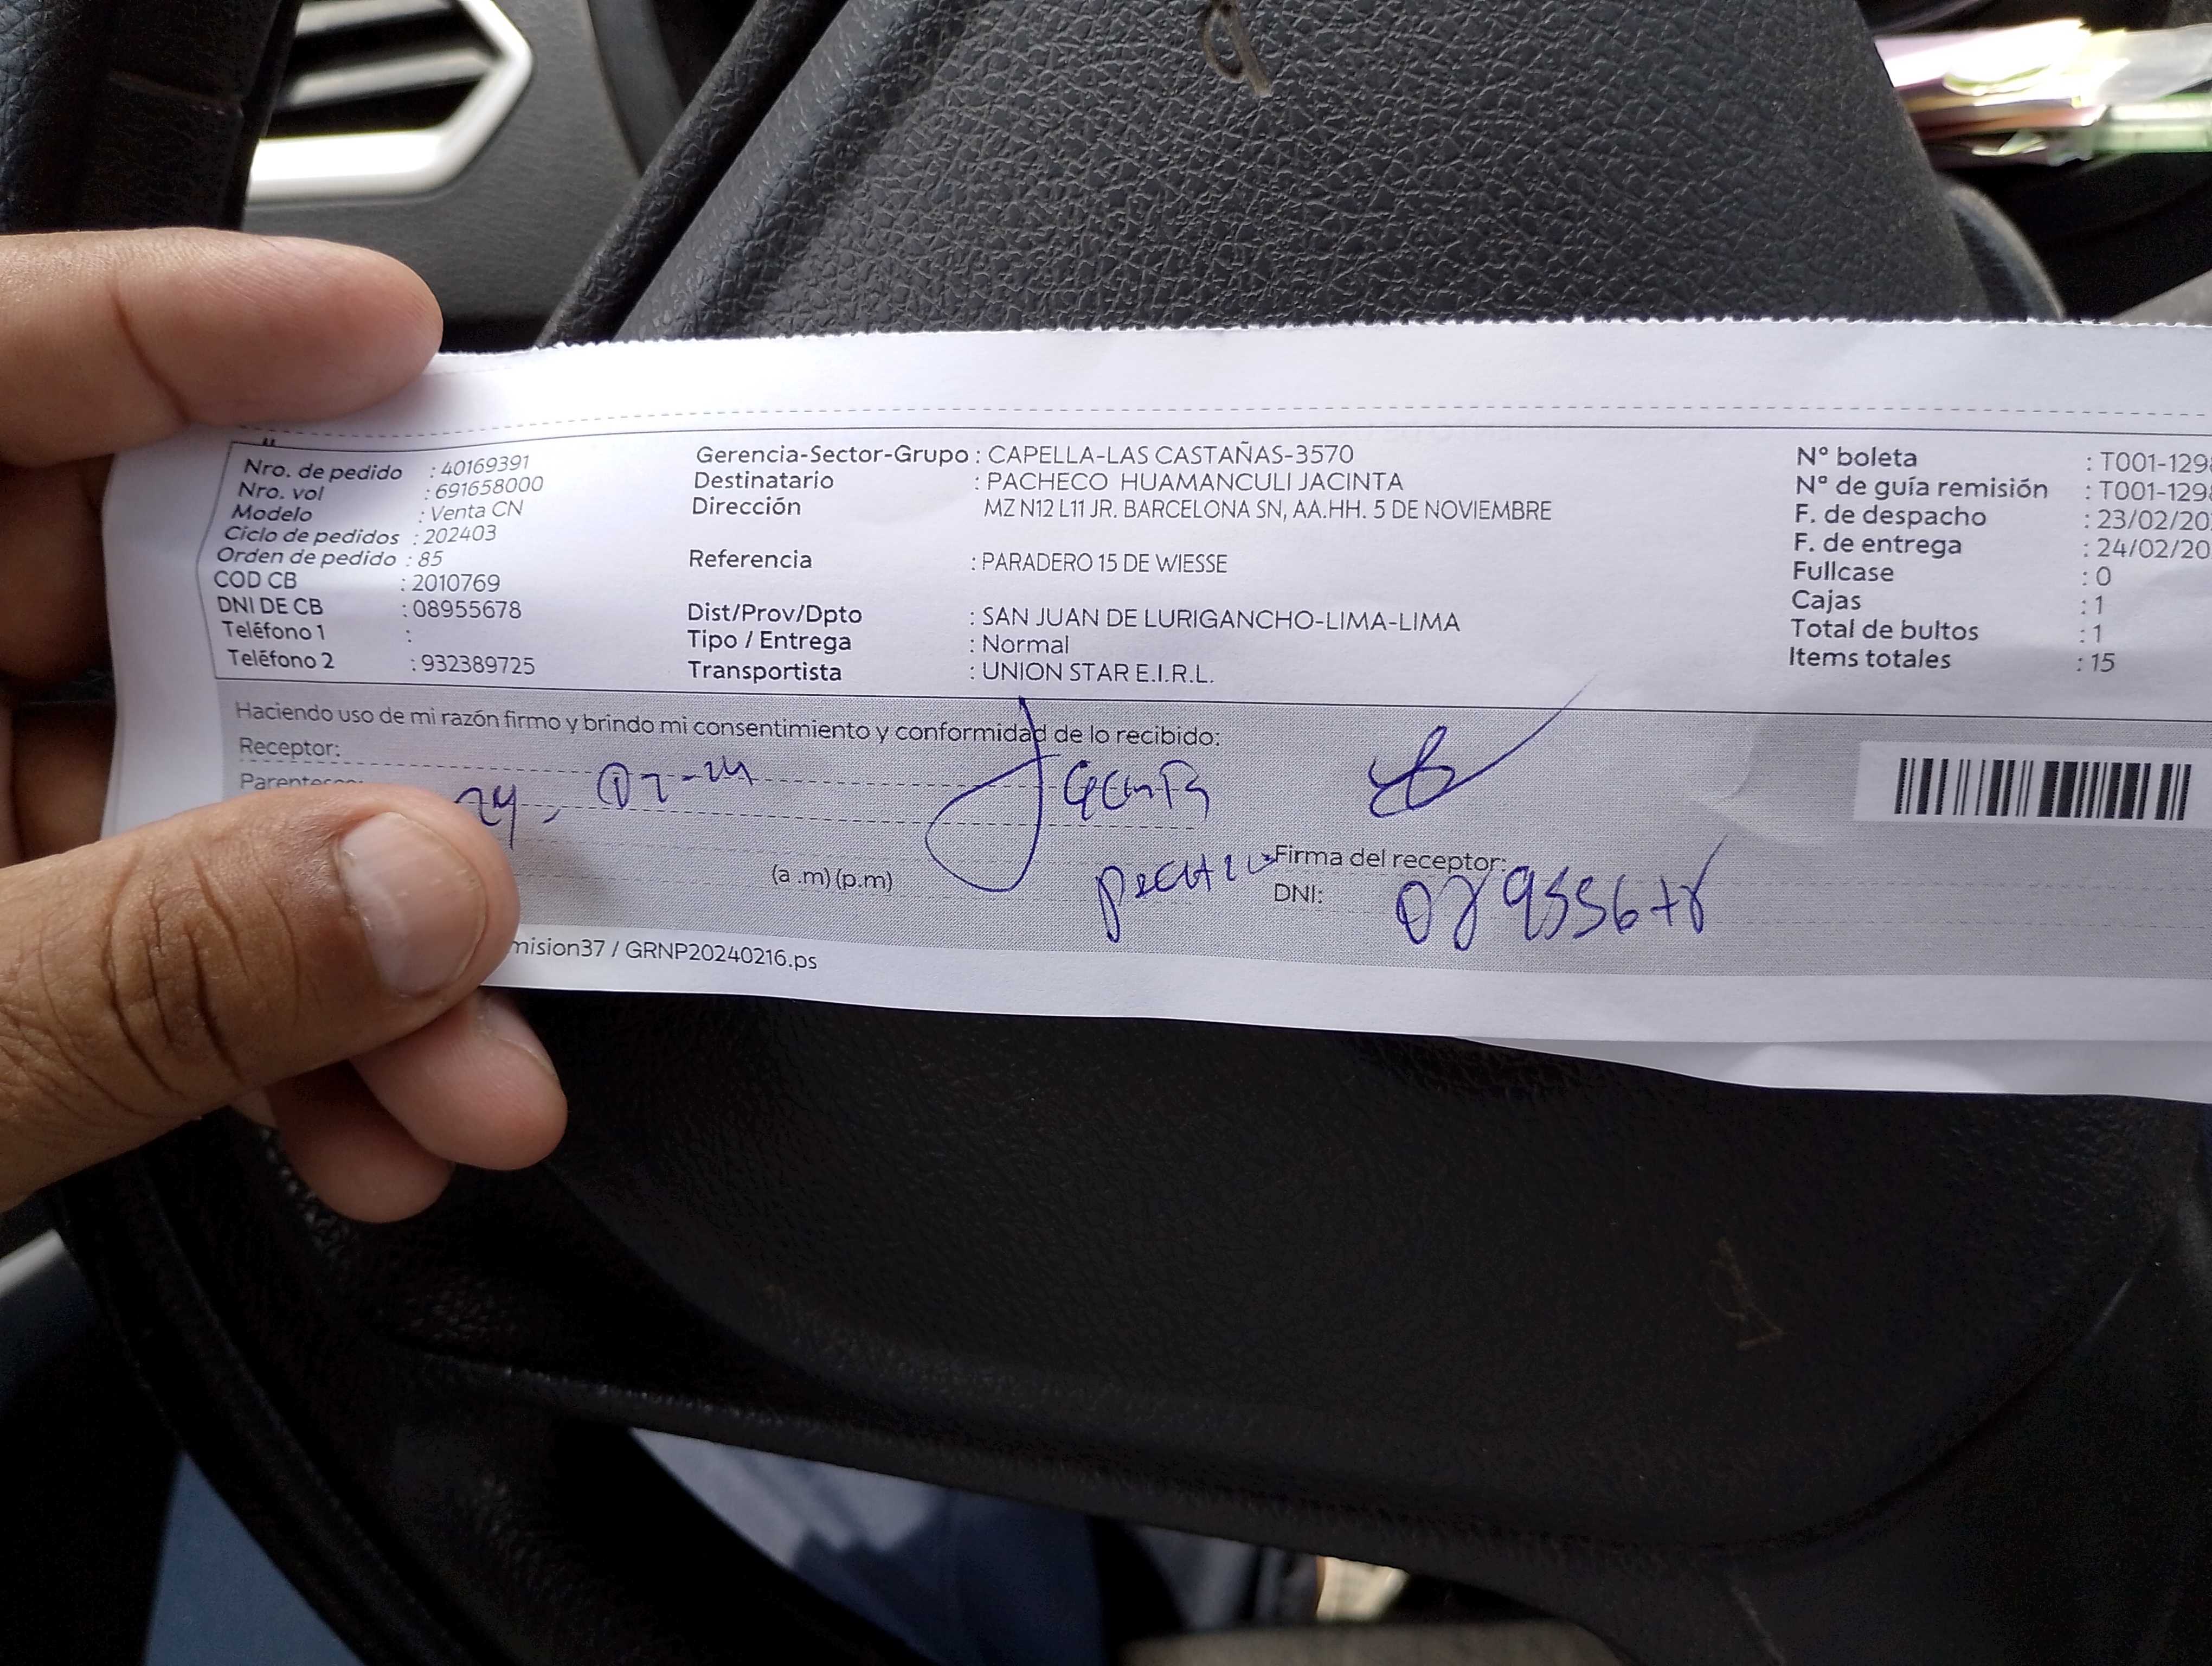 Nro. de pedido : 40169391
Nro. vol : 691658000
Modelo : Venta CN
Ciclo de pedidos : 202403
Orden de pedido : 85
COD CB : 2010769
DNI DE CB : 08955678
Teléfono 1 :
Teléfono 2 : 932389725
Gerencia-Sector-Grupo : CAPELLA-LAS CASTAÑAS-3570
Destinatario : PACHECO HUAMANCULI JACINTA
Dirección MZ N12 L11 JR. BARCELONA SN, AA.HH. 5 DE NOVIEMBRE
Referencia : PARADERO 15 DE WIESSE
Dist/Prov/Dpto : SAN JUAN DE LURIGANCHO-LIMA-LIMA
Tipo / Entrega : Normal
Transportista : UNION STAR E.I.R.L.
N° boleta : T001-129
N° de guía remisión : T001-129
F. de despacho : 23/02/20
F. de entrega : 24/02/20
Fullcase : 0
Cajas : 1
Total de bultos : 1
Items totales : 15
Haciendo uso de mi razón firmo y brindo mi consentimiento y conformidad de lo recibido:
Receptor:
(a .m) (p.m)
Firma del receptor:
DNI: 08955678
mision37 / GRNP20240216.ps